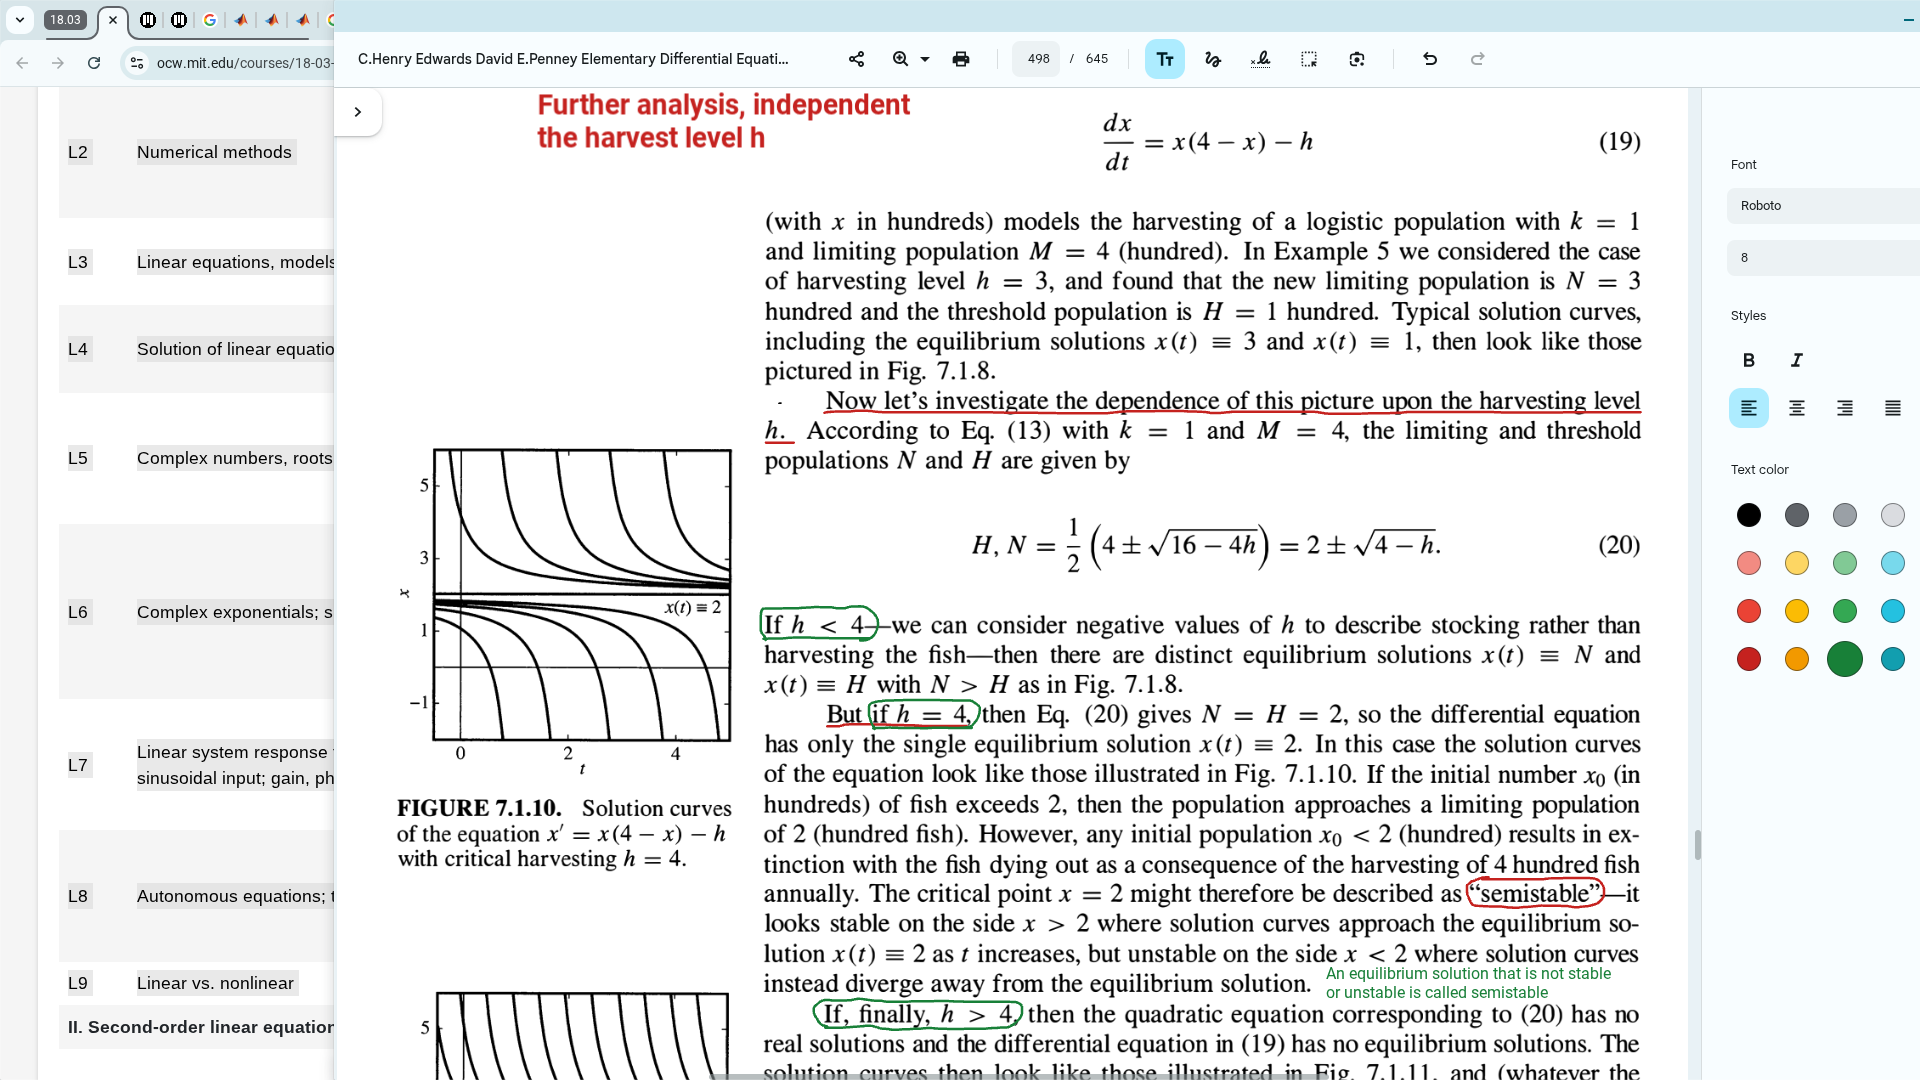 18.03
ocw.mit.edu/courses/18-03-
L2 Numerical methods
L3 Linear equations, models
L4 Solution of linear equatio
L5 Complex numbers, roots
L6 Complex exponentials; s
L7 Linear system response
sinusoidal input; gain, ph
L8 Autonomous equations; t
L9 Linear vs. nonlinear
II. Second-order linear equation
C.Henry Edwards David E.Penney Elementary Differential Equati...
498 / 645
Further analysis, independent
the harvest level h
dx/dt = x(4 − x) − h (19)
(with x in hundreds) models the harvesting of a logistic population with k = 1
and limiting population M = 4 (hundred). In Example 5 we considered the case
of harvesting level h = 3, and found that the new limiting population is N = 3
hundred and the threshold population is H = 1 hundred. Typical solution curves,
including the equilibrium solutions x(t) ≡ 3 and x(t) ≡ 1, then look like those
pictured in Fig. 7.1.8.
Now let's investigate the dependence of this picture upon the harvesting level
h. According to Eq. (13) with k = 1 and M = 4, the limiting and threshold
populations N and H are given by
H, N = 1/2 (4 ± √16 − 4h) = 2 ± √4 − h. (20)
If h < 4—we can consider negative values of h to describe stocking rather than
harvesting the fish—then there are distinct equilibrium solutions x(t) ≡ N and
x(t) ≡ H with N > H as in Fig. 7.1.8.
But if h = 4, then Eq. (20) gives N = H = 2, so the differential equation
has only the single equilibrium solution x(t) ≡ 2. In this case the solution curves
of the equation look like those illustrated in Fig. 7.1.10. If the initial number x0 (in
hundreds) of fish exceeds 2, then the population approaches a limiting population
of 2 (hundred fish). However, any initial population x0 < 2 (hundred) results in ex-
tinction with the fish dying out as a consequence of the harvesting of 4 hundred fish
annually. The critical point x = 2 might therefore be described as “semistable”—it
looks stable on the side x > 2 where solution curves approach the equilibrium so-
lution x(t) ≡ 2 as t increases, but unstable on the side x < 2 where solution curves
instead diverge away from the equilibrium solution.
An equilibrium solution that is not stable
or unstable is called semistable
If, finally, h > 4, then the quadratic equation corresponding to (20) has no
real solutions and the differential equation in (19) has no equilibrium solutions. The
solution curves then look like those illustrated in Fig. 7.1.11, and (whatever the
5
3
x
x(t) ≡ 2
1
−1
0 2 4
t
FIGURE 7.1.10. Solution curves
of the equation x′ = x(4 − x) − h
with critical harvesting h = 4.
5
Font
Roboto
8
Styles
B I
Text color